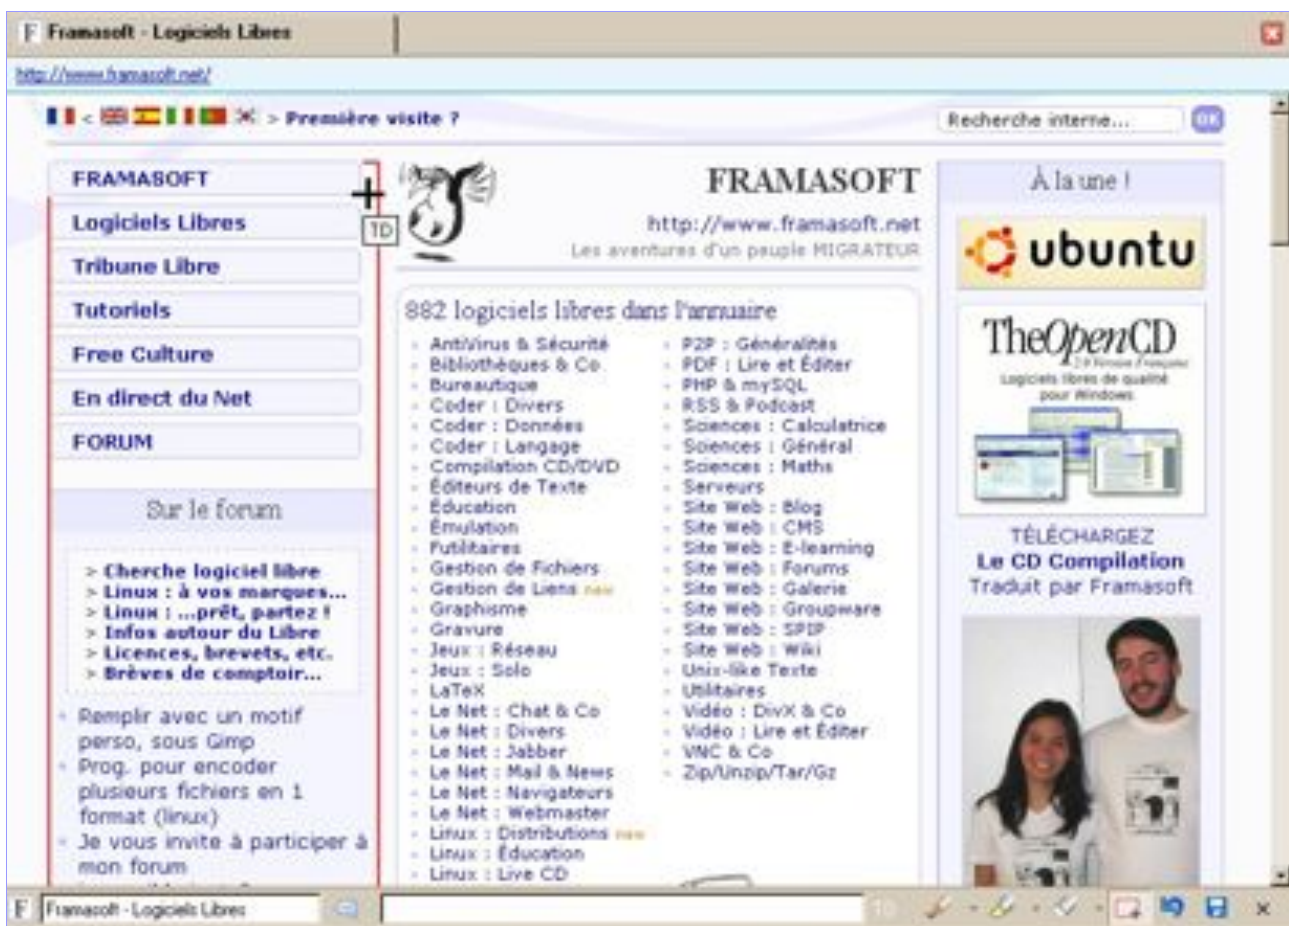 Framasoft - Logiciels Libres
http://www.framasoft.net/
< > Première visite ?
Recherche interne...
OK
FRAMASOFT
Logiciels Libres
Tribune Libre
Tutoriels
Free Culture
En direct du Net
FORUM
TD
Sur le forum
> Cherche logiciel libre
> Linux : à vos marques...
> Linux : ...prêt, partez !
> Infos autour du Libre
> Licences, brevets, etc.
> Brèves de comptoir...
Remplir avec un motif
perso, sous Gimp
Prog. pour encoder
plusieurs fichiers en 1
format (linux)
Je vous invite à participer à
mon forum
FRAMASOFT
http://www.framasoft.net
Les aventures d'un peuple MIGRATEUR
882 logiciels libres dans l'annuaire
AntiVirus & Sécurité
Bibliothèques & Co
Bureautique
Coder : Divers
Coder : Données
Coder : Langage
Compilation CD/DVD
Éditeurs de Texte
Éducation
Émulation
Futilitaires
Gestion de Fichiers
Gestion de Liens new
Graphisme
Gravure
Jeux : Réseau
Jeux : Solo
LaTeX
Le Net : Chat & Co
Le Net : Divers
Le Net : Jabber
Le Net : Mail & News
Le Net : Navigateurs
Le Net : Webmaster
Linux : Distributions new
Linux : Éducation
Linux : Live CD
P2P : Généralités
PDF : Lire et Éditer
PHP & mySQL
RSS & Podcast
Sciences : Calculatrice
Sciences : Général
Sciences : Maths
Serveurs
Site Web : Blog
Site Web : CMS
Site Web : E-learning
Site Web : Forums
Site Web : Galerie
Site Web : Groupware
Site Web : SPIP
Site Web : Wiki
Unix-like Texte
Utilitaires
Vidéo : DivX & Co
Vidéo : Lire et Éditer
VNC & Co
Zip/Unzip/Tar/Gz
À la une !
ubuntu
TheOpenCD
2.0 Version Française
Logiciels libres de qualité
pour Windows
TÉLÉCHARGEZ
Le CD Compilation
Traduit par Framasoft
F Framasoft - Logiciels Libres